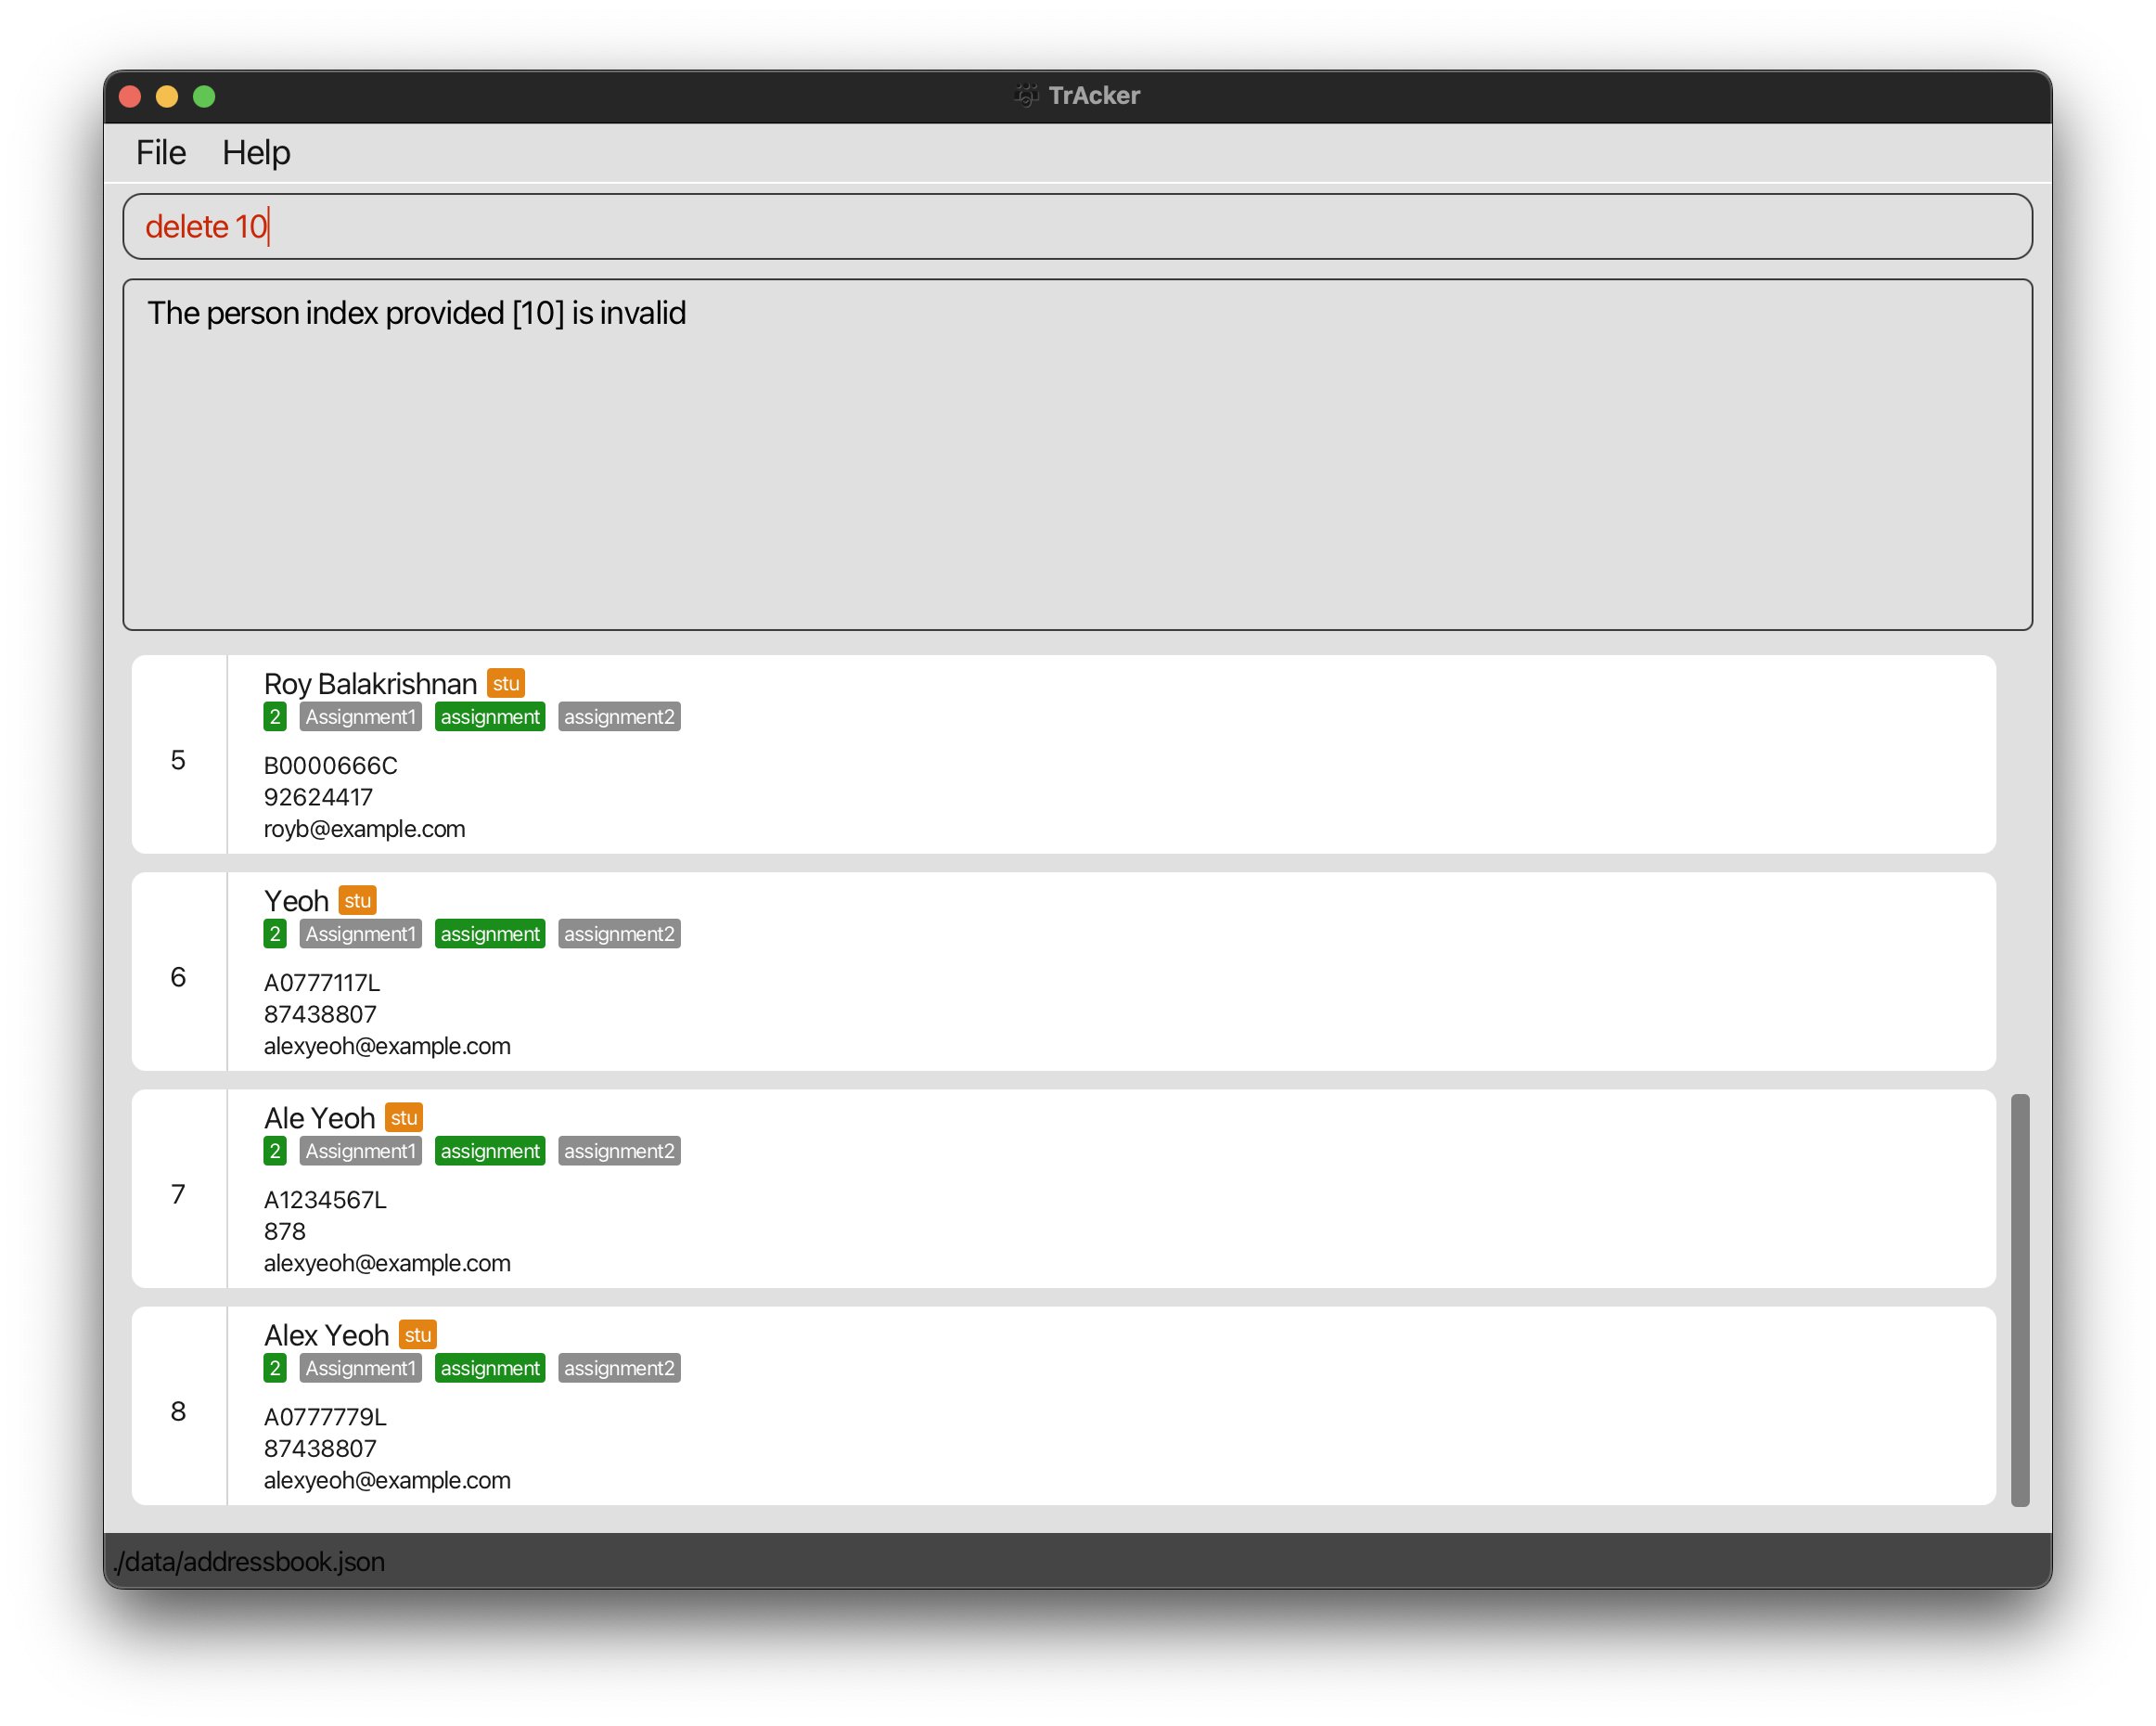 TrAcker
File Help
delete 10
The person index provided [10] is invalid
5
Roy Balakrishnan stu
2 Assignment1 assignment assignment2
B0000666C
92624417
royb@example.com
6
Yeoh stu
2 Assignment1 assignment assignment2
A0777117L
87438807
alexyeoh@example.com
7
Ale Yeoh stu
2 Assignment1 assignment assignment2
A1234567L
878
alexyeoh@example.com
8
Alex Yeoh stu
2 Assignment1 assignment assignment2
A0777779L
87438807
alexyeoh@example.com
./data/addressbook.json